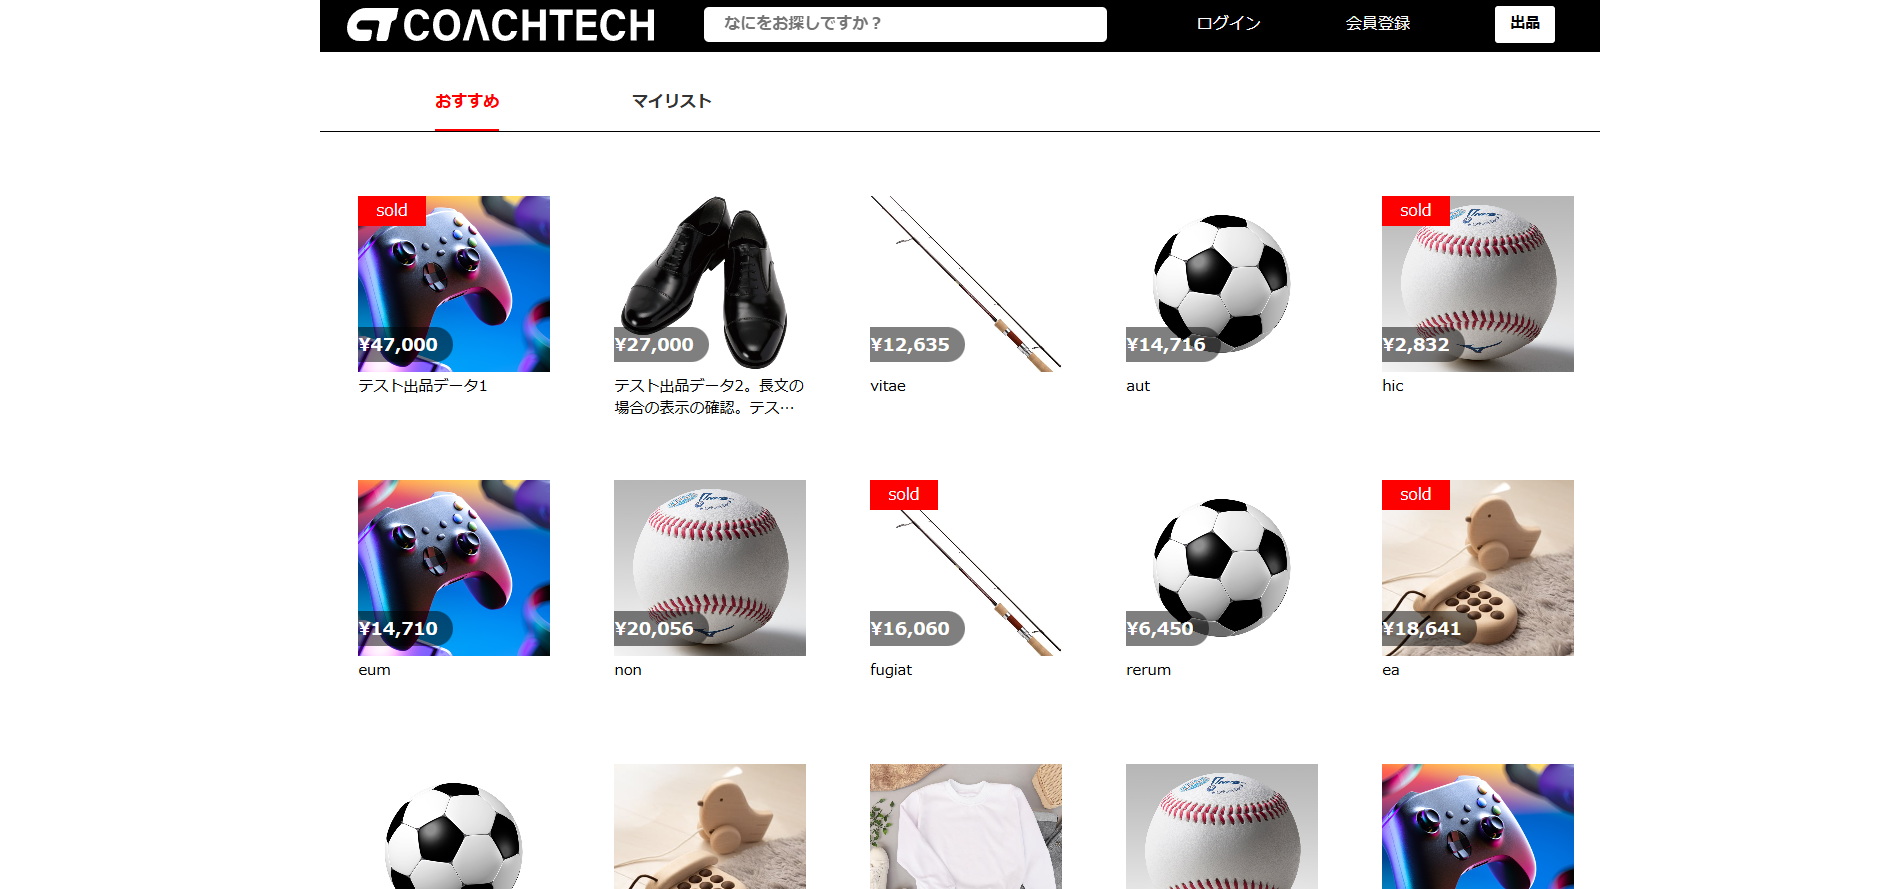 COACHTECH
なにをお探しですか？
ログイン
会員登録
出品
おすすめ
マイリスト
sold
¥47,000
テスト出品データ1
¥27,000
テスト出品データ2。長文の
場合の表示の確認。テス…
¥12,635
vitae
¥14,716
aut
sold
¥2,832
hic
¥14,710
eum
¥20,056
non
sold
¥16,060
fugiat
¥6,450
rerum
sold
¥18,641
ea